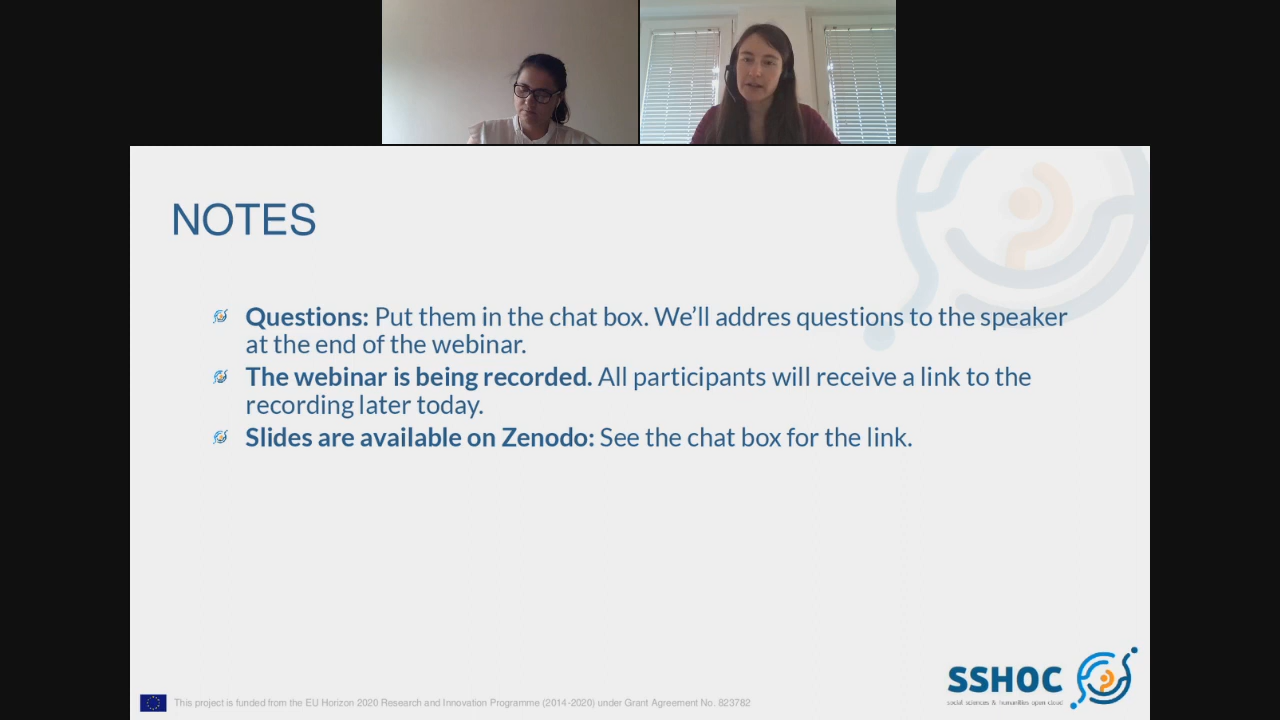 NOTES
Questions: Put them in the chat box. We'll addres questions to the speaker
at the end of the webinar.
The webinar is being recorded. All participants will receive a link to the
recording later today.
Slides are available on Zenodo: See the chat box for the link.
SSHOC
social sciences & humanities open cloud
This project is funded from the EU Horizon 2020 Research and Innovation Programme (2014-2020) under Grant Agreement No. 823782